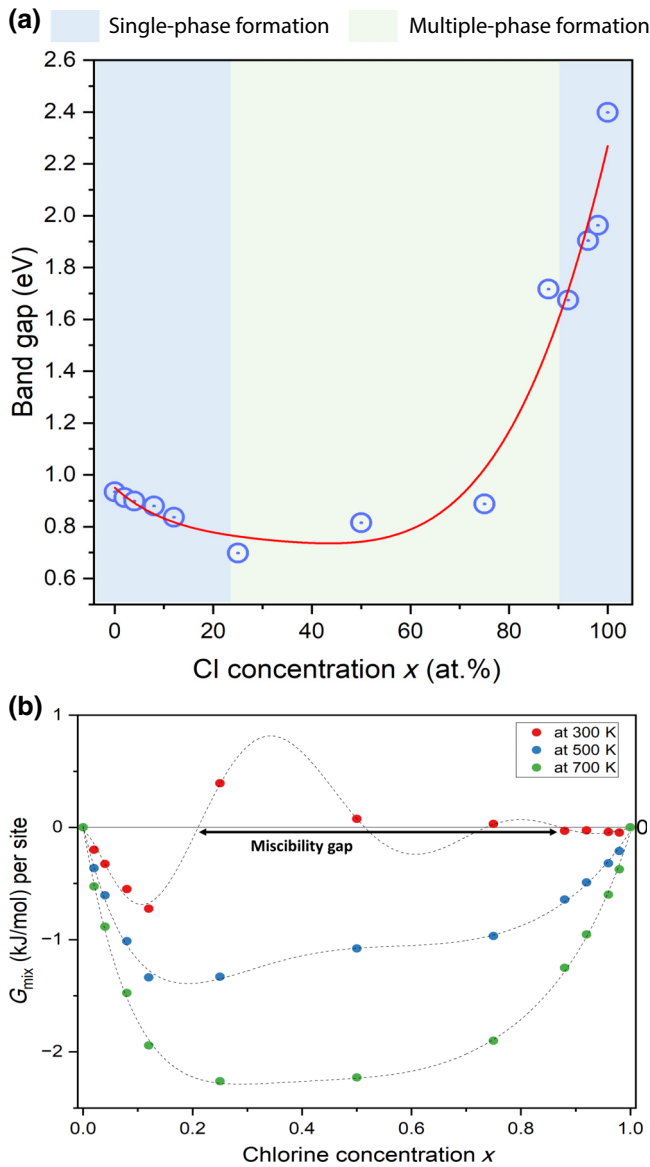 (a) Single-phase formation Multiple-phase formation
2.6
2.4
2.2
2.0
1.8
1.6
1.4
1.2
1.0
0.8
0.6
Band gap (eV)
0 20 40 60 80 100
Cl concentration x (at.%)
(b)
1
0
−1
−2
G_mix (kJ/mol) per site
at 300 K
at 500 K
at 700 K
0
Miscibility gap
0.0 0.2 0.4 0.6 0.8 1.0
Chlorine concentration x